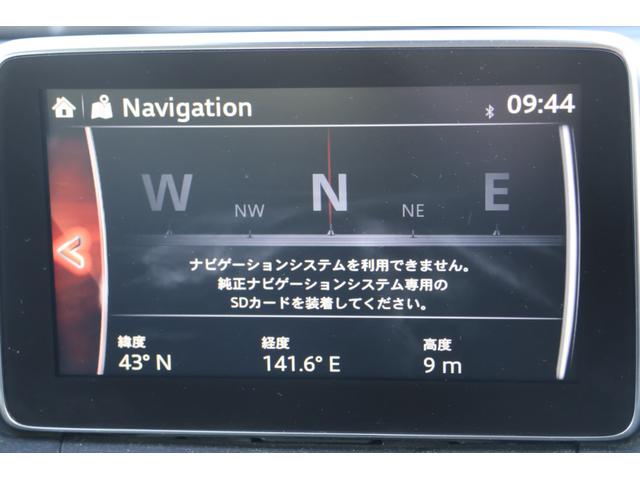 Navigation 09:44
W NW N NE E
ナビゲーションシステムを利用できません。
純正ナビゲーションシステム専用の
SDカードを装着してください。
緯度 経度 高度
43° N 141.6° E 9 m